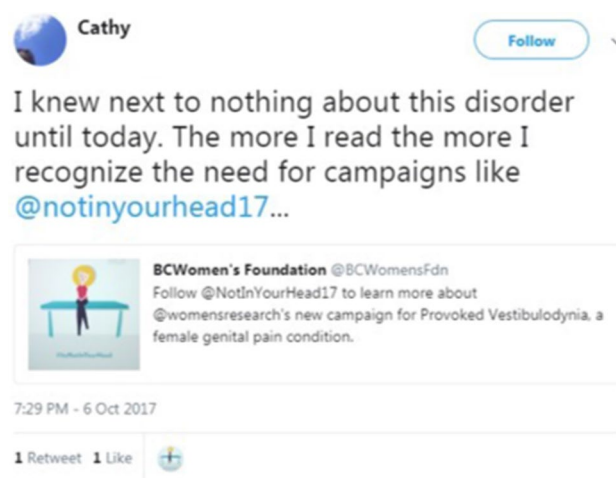 Cathy
Follow
I knew next to nothing about this disorder
until today. The more I read the more I
recognize the need for campaigns like
@notinyourhead17...
BCWomen's Foundation @BCWomensFdn
Follow @NotInYourHead17 to learn more about
@womensresearch's new campaign for Provoked Vestibulodynia, a
female genital pain condition.
7:29 PM - 6 Oct 2017
1 Retweet 1 Like